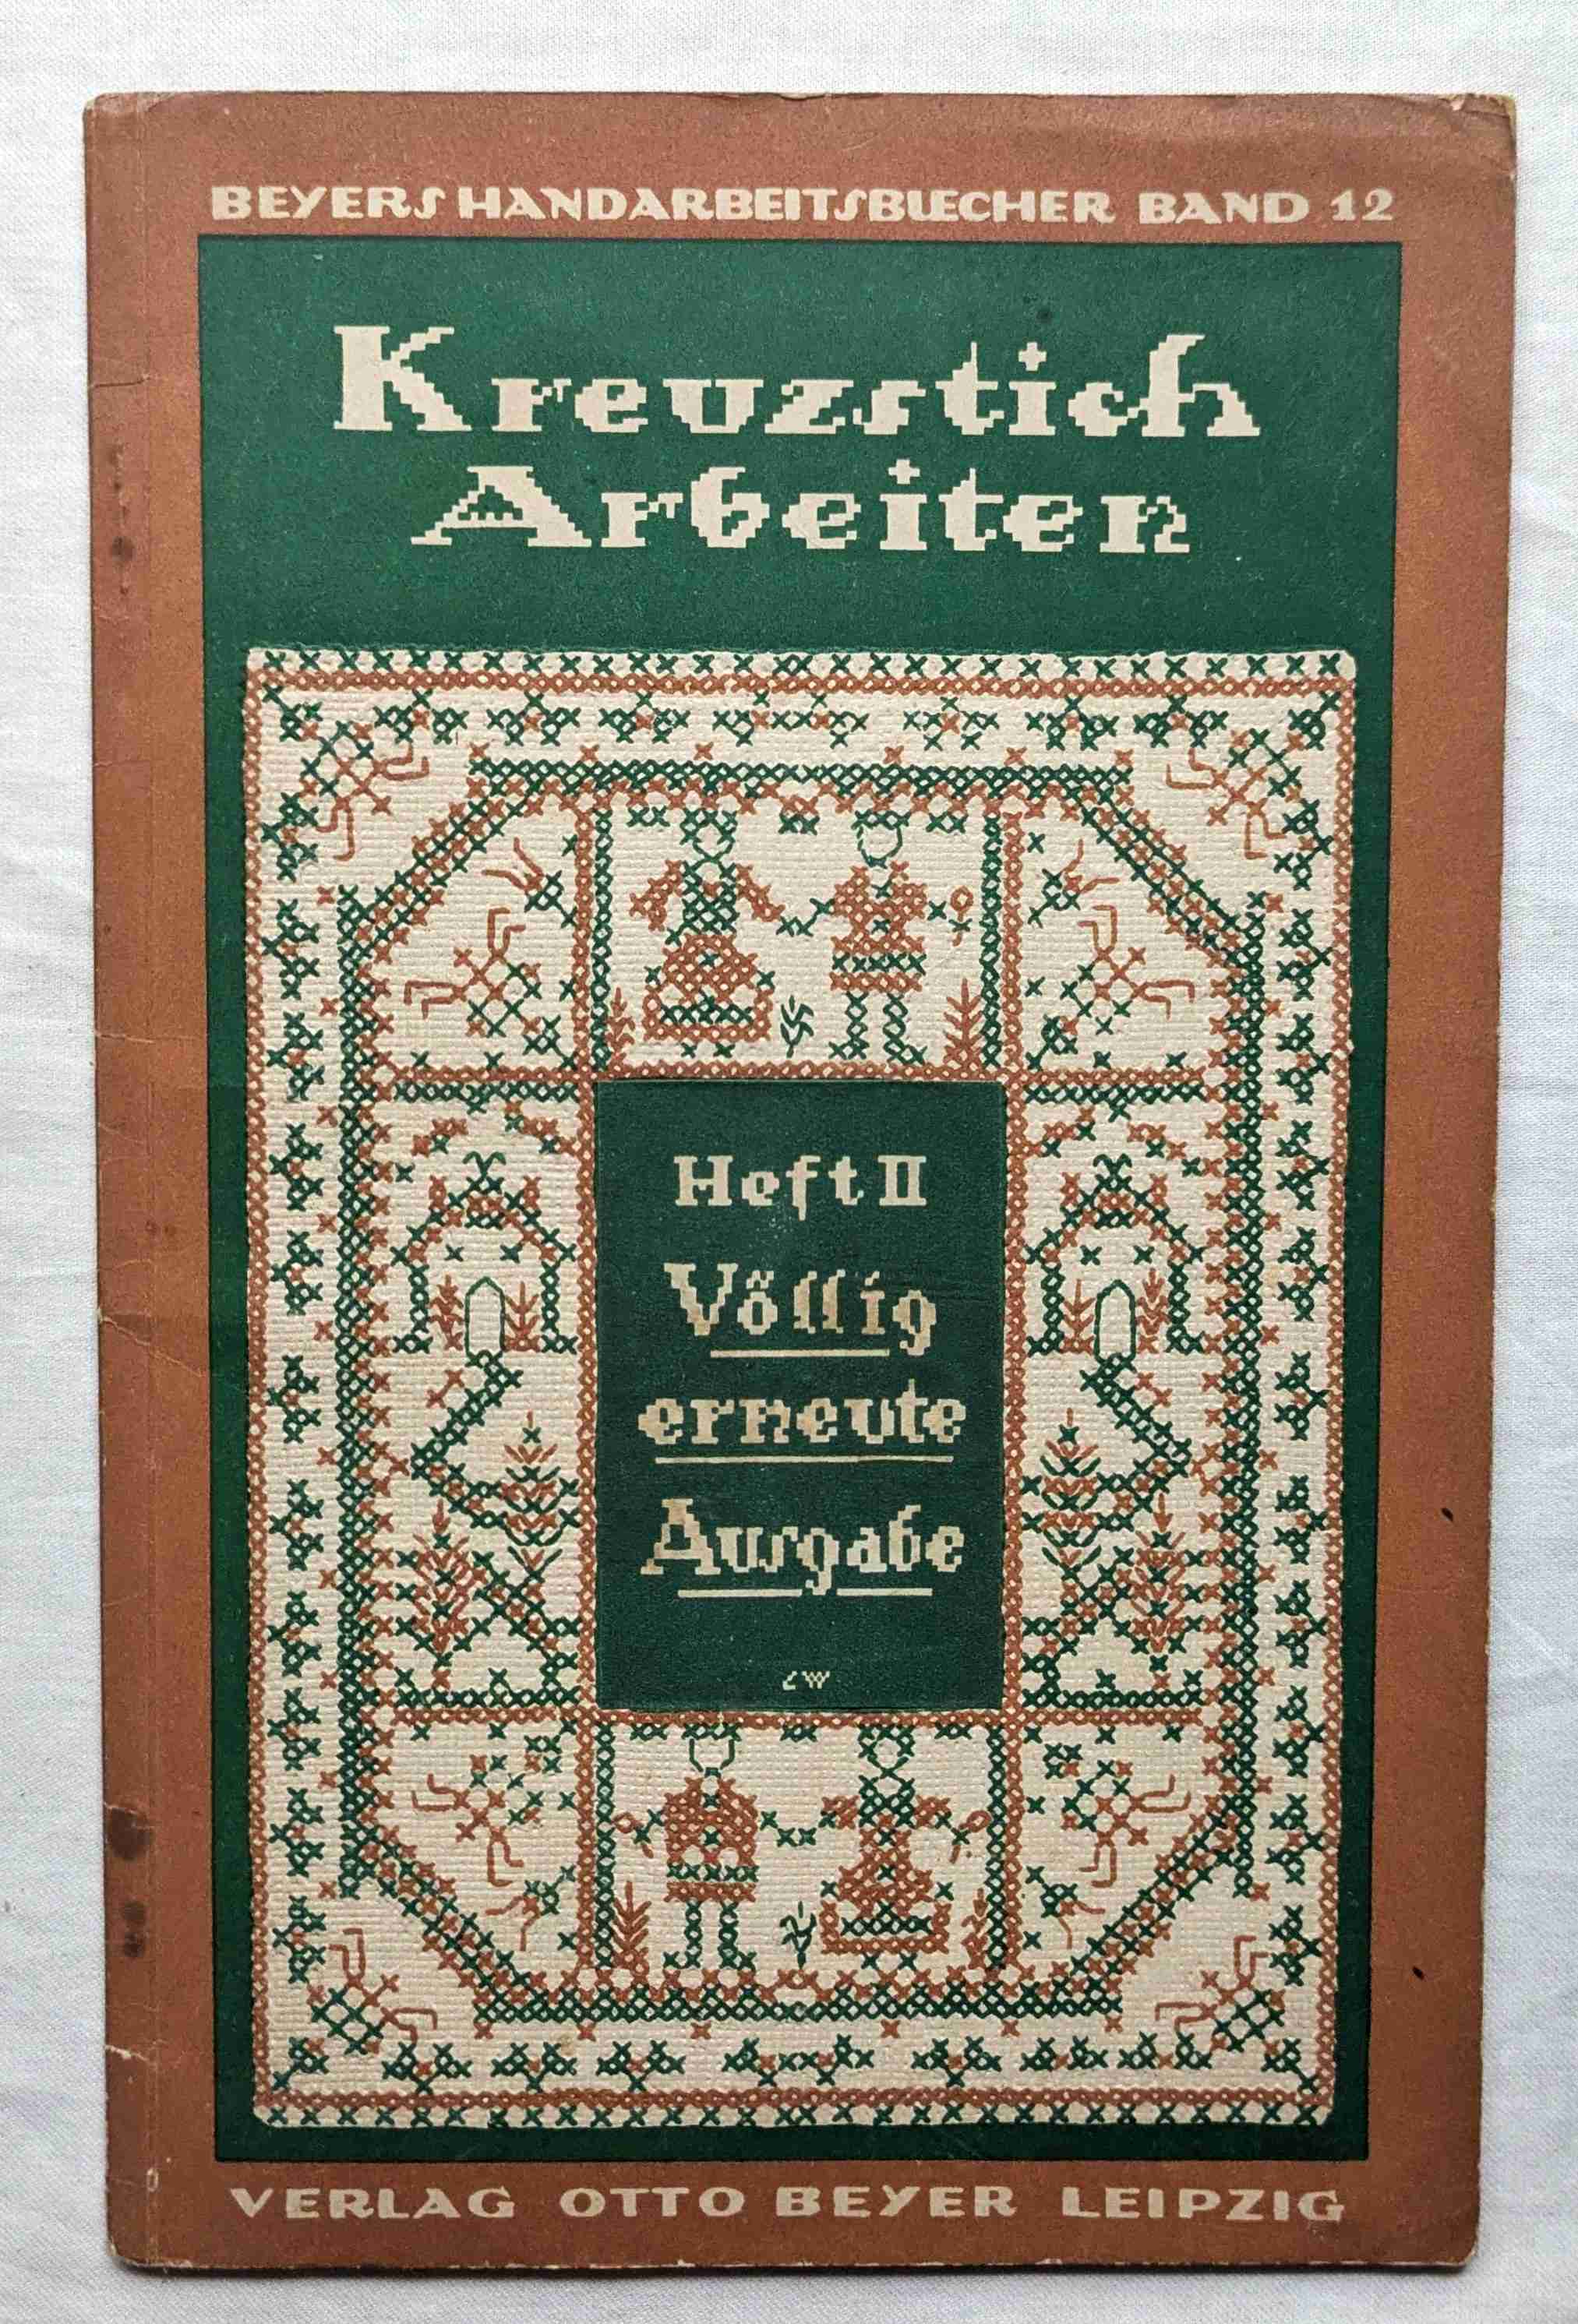 BEYERS HANDARBEITSBUECHER BAND 12
Kreuzstich
Arbeiten
Heft II
Völlig
erneute
Ausgabe
LW
VERLAG OTTO BEYER LEIPZIG